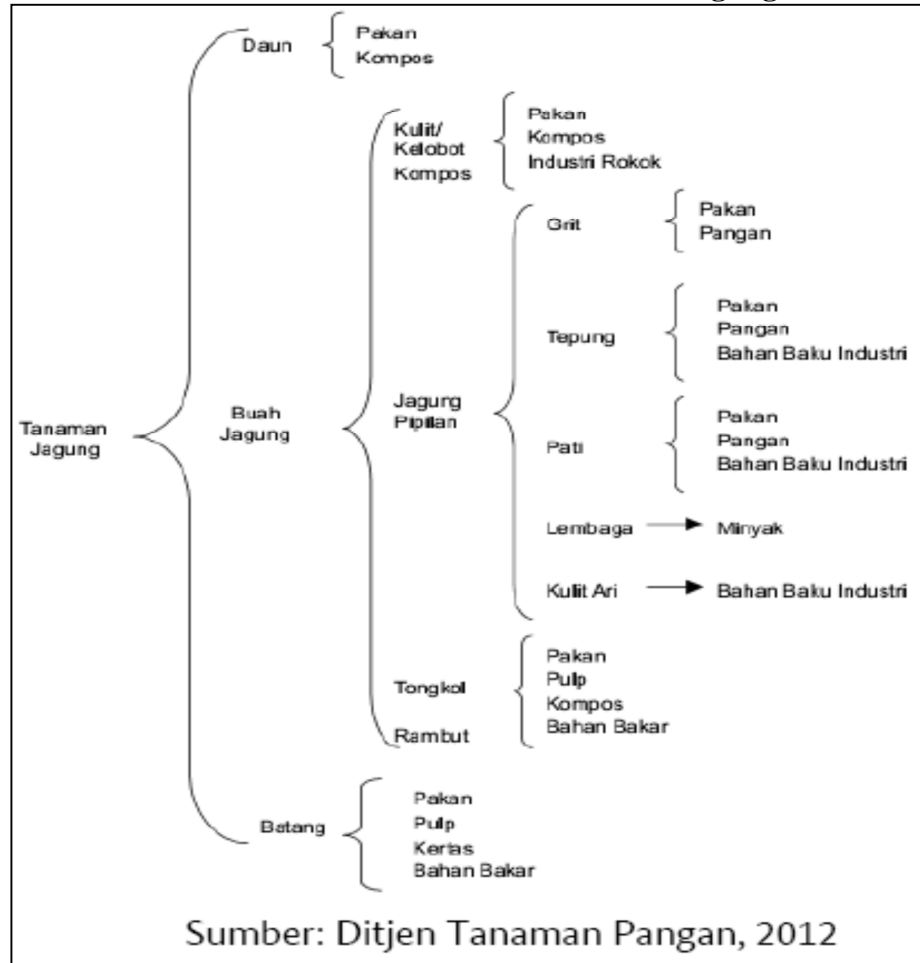 Daun
Pakan
Kompos
Kulit/
Kelobot
Kompos
Pakan
Kompos
Industri Rokok
Grit
Pakan
Pangan
Tepung
Pakan
Pangan
Bahan Baku Industri
Tanaman
Jagung
Buah
Jagung
Jagung
Pipilan
Pati
Pakan
Pangan
Bahan Baku Industri
Lembaga
Minyak
Kulit Ari
Bahan Baku Industri
Tongkol
Rambut
Pakan
Pulp
Kompos
Bahan Bakar
Batang
Pakan
Pulp
Kertas
Bahan Bakar
Sumber: Ditjen Tanaman Pangan, 2012